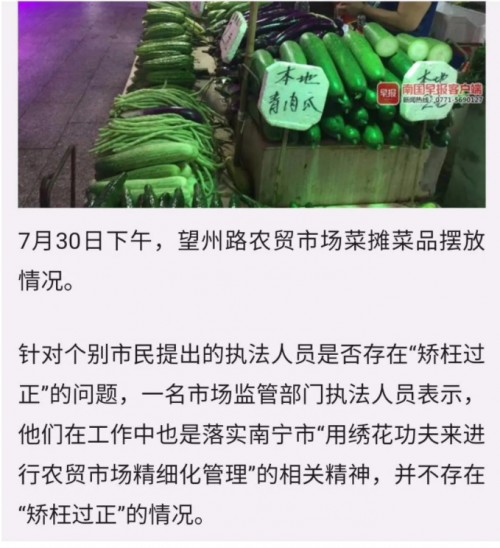 本地
青肉瓜
本地
早报
南国早报客户端
新闻热线：0771-5690127
7月30日下午，望州路农贸市场菜摊菜品摆放
情况。
针对个别市民提出的执法人员是否存在“矫枉过
正”的问题，一名市场监管部门执法人员表示，
他们在工作中也是落实南宁市“用绣花功夫来进
行农贸市场精细化管理”的相关精神，并不存在
“矫枉过正”的情况。